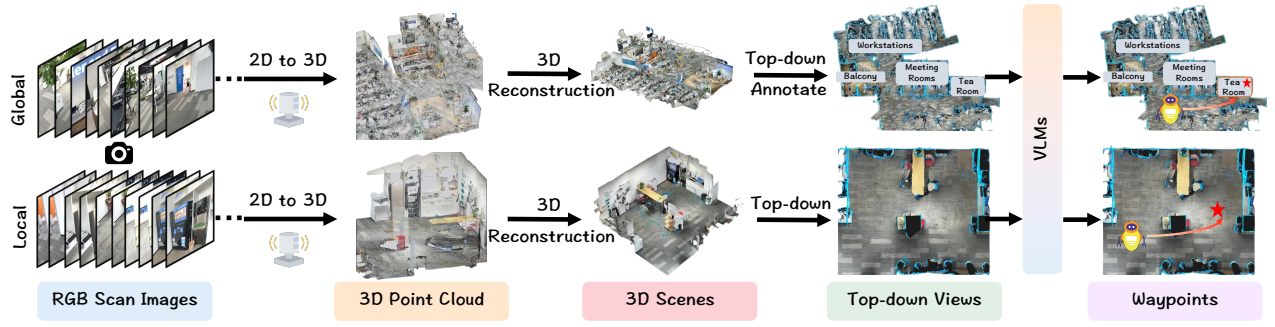 Global
2D to 3D
3D
Reconstruction
Top-down
Annotate
Workstations
Balcony
Meeting
Rooms
Tea
Room
VLMs
Workstations
Balcony
Meeting
Rooms
Tea
Room
Local
2D to 3D
3D
Reconstruction
Top-down
RGB Scan Images
3D Point Cloud
3D Scenes
Top-down Views
Waypoints